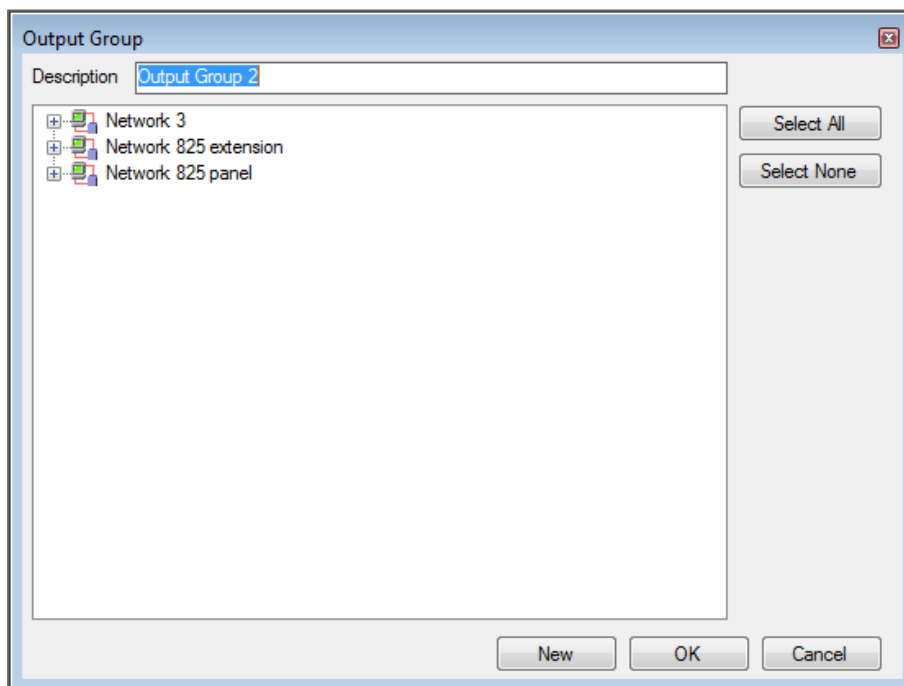 Output Group
Description Output Group 2
Network 3
Select All
Network 825 extension
Network 825 panel
Select None
New OK Cancel